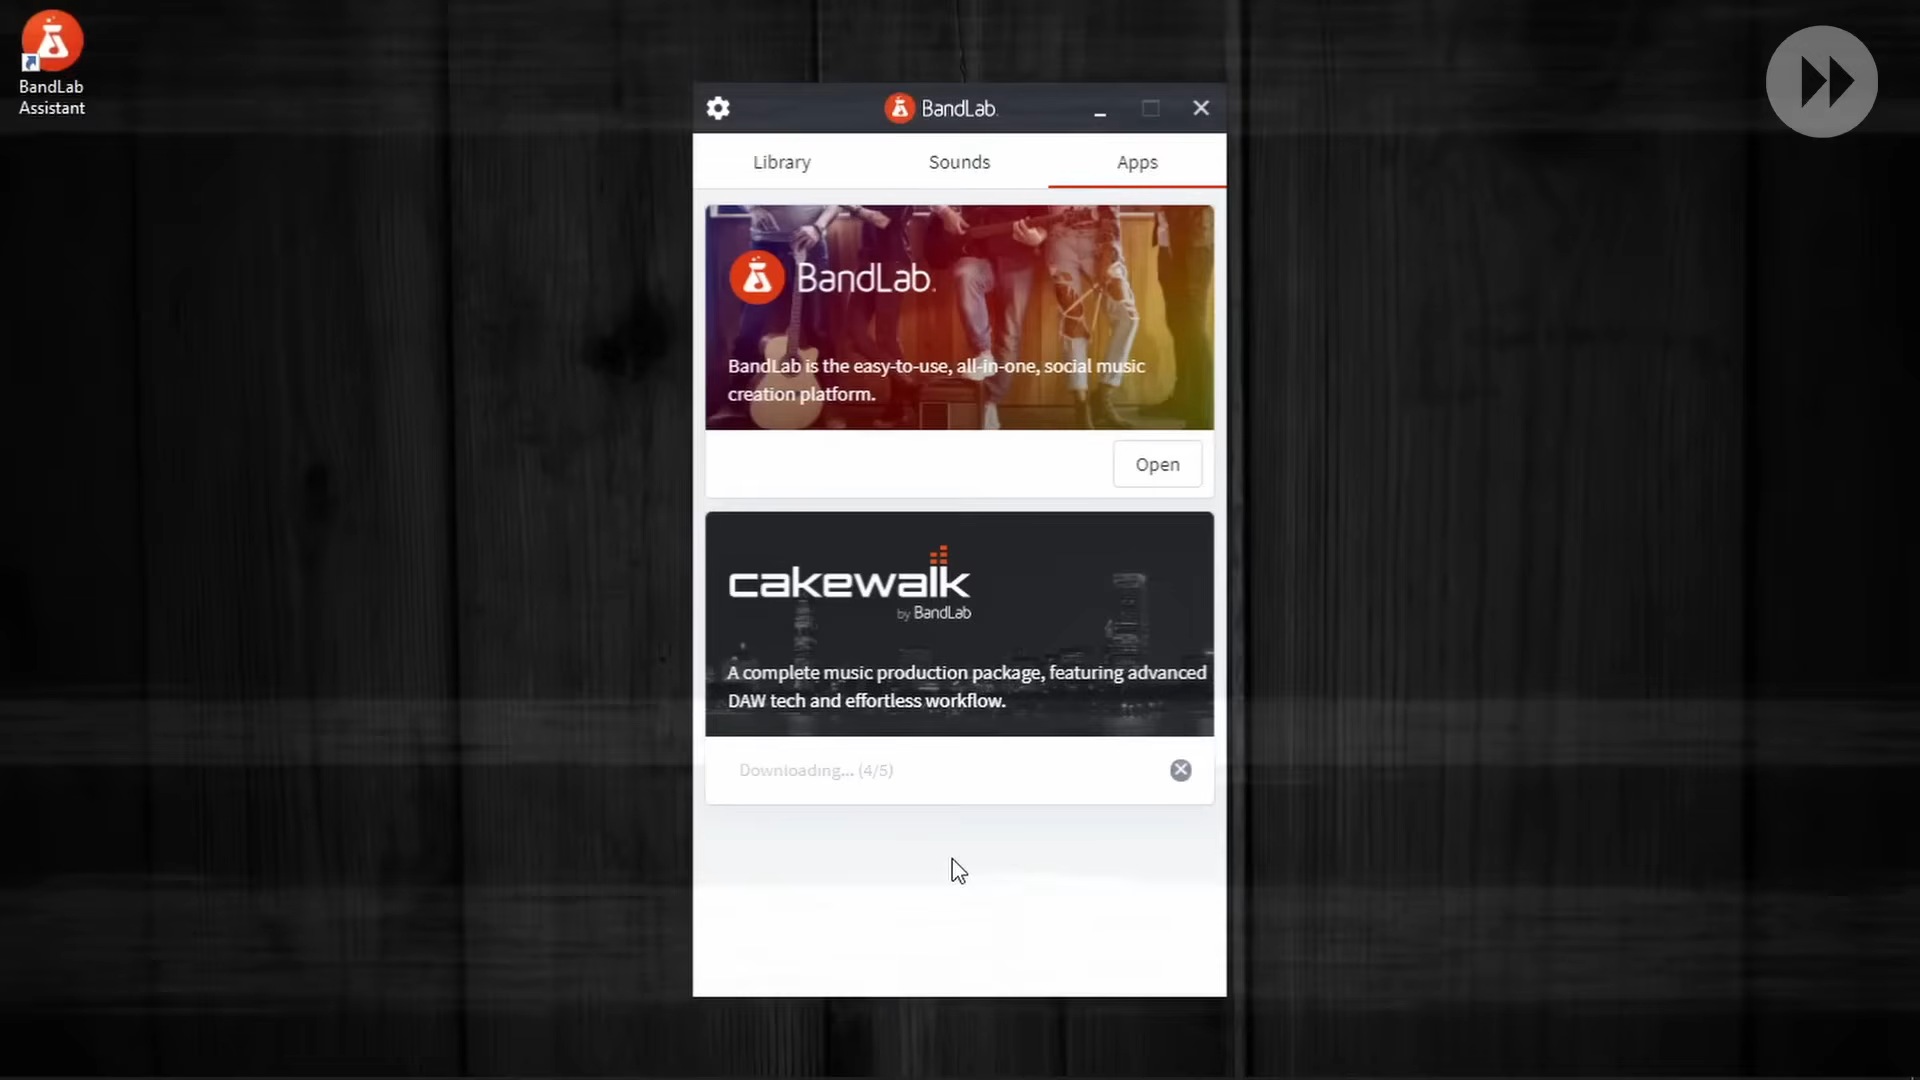 BandLab
Assistant
BandLab
Library
Sounds
Apps
BandLab
BandLab is the easy-to-use, all-in-one, social music
creation platform.
Open
cakewalk
by BandLab
A complete music production package, featuring advanced
DAW tech and effortless workflow.
Downloading... (4/5)